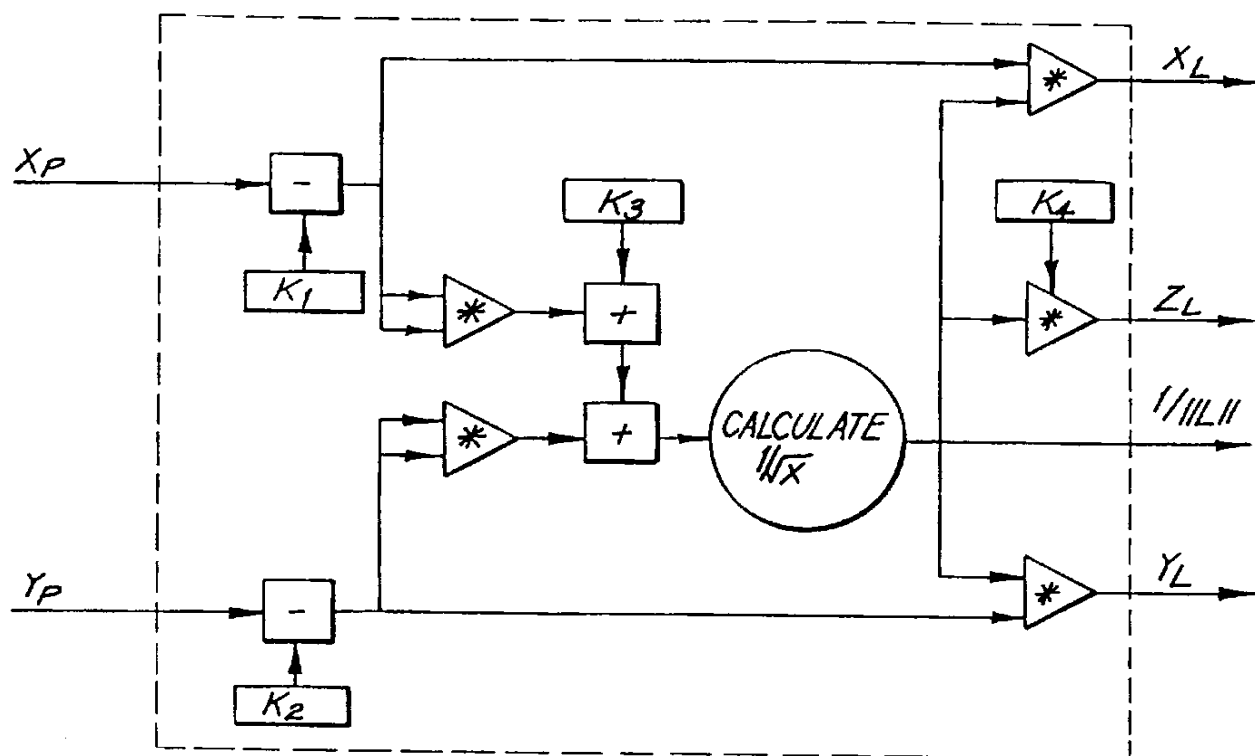 X_L
*
X_P
-
K_3
K_4
K_1
*
+
*
Z_L
*
+
CALCULATE
1/√X
1/||L||
Y_P
-
*
Y_L
K_2